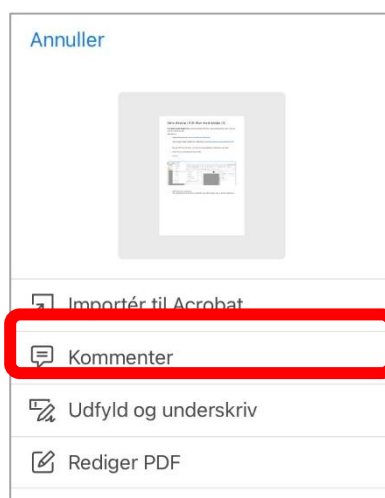 Annuller
Importér til Acrobat
Kommenter
Udfyld og underskriv
Rediger PDF